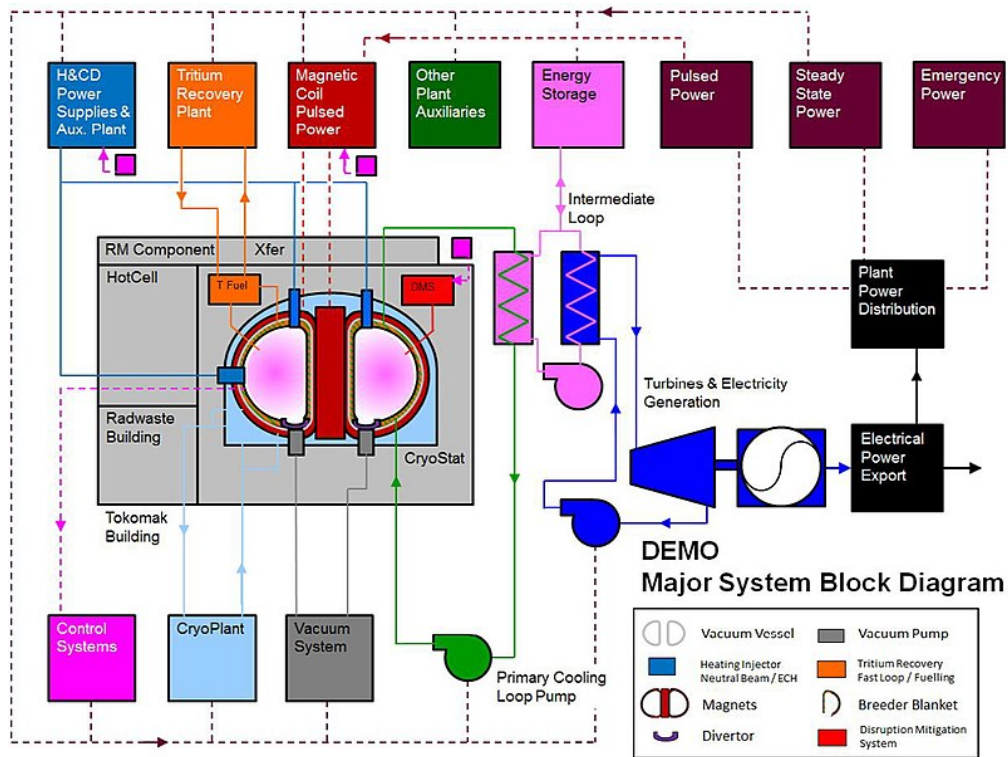 H&CD
Power
Supplies &
Aux. Plant
Tritium
Recovery
Plant
Magnetic
Coil
Pulsed
Power
Other
Plant
Auxiliaries
Energy
Storage
Pulsed
Power
Steady
State
Power
Emergency
Power
Intermediate
Loop
RM Component Xfer
HotCell
T Fuel
DMS
Plant
Power
Distribution
Turbines & Electricity
Generation
Radwaste
Building
CryoStat
Electrical
Power
Export
Tokomak
Building
DEMO
Major System Block Diagram
Control
Systems
CryoPlant
Vacuum
System
Primary Cooling
Loop Pump
Vacuum Vessel
Vacuum Pump
Heating Injector
Neutral Beam / ECH
Tritium Recovery
Fast Loop / Fuelling
Magnets
Breeder Blanket
Divertor
Disruption Mitigation
System